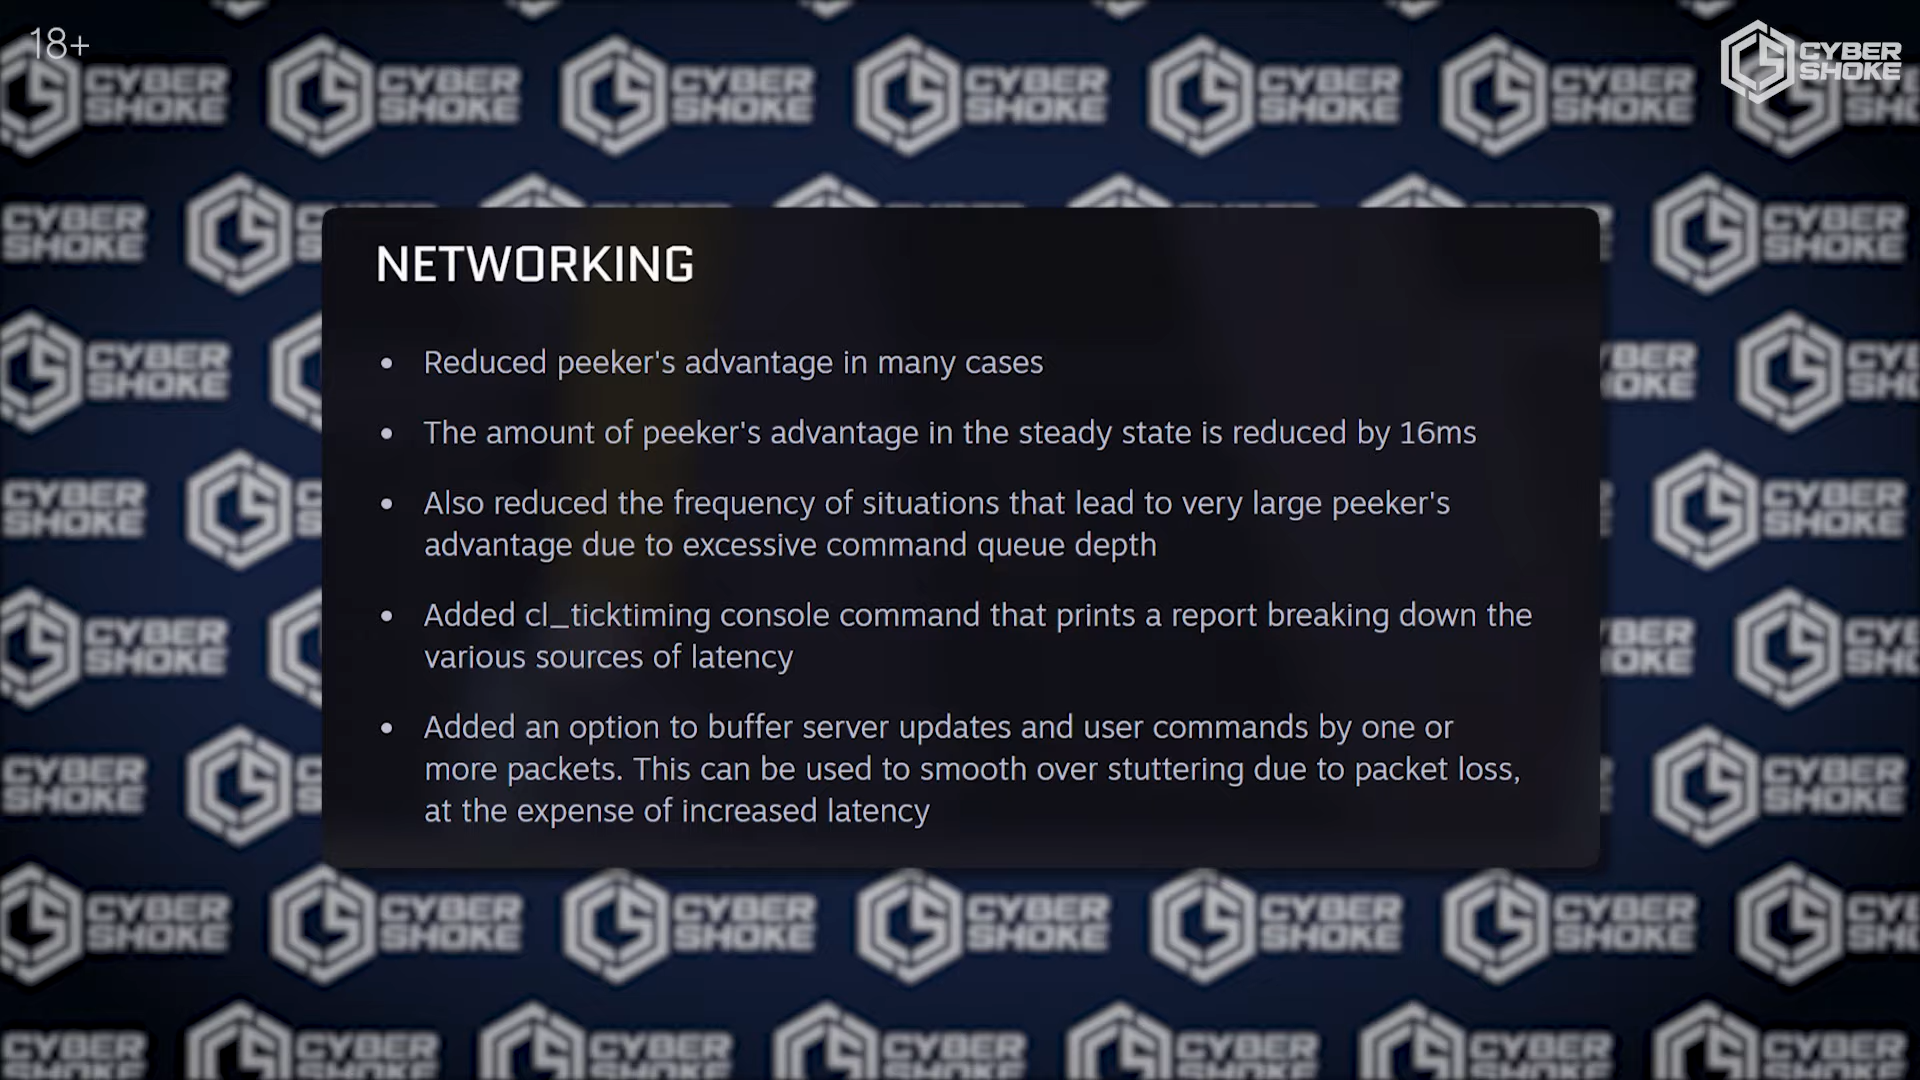 18+
CYBER
SHOKE
NETWORKING
• Reduced peeker's advantage in many cases
• The amount of peeker's advantage in the steady state is reduced by 16ms
• Also reduced the frequency of situations that lead to very large peeker's
advantage due to excessive command queue depth
• Added cl_ticktiming console command that prints a report breaking down the
various sources of latency
• Added an option to buffer server updates and user commands by one or
more packets. This can be used to smooth over stuttering due to packet loss,
at the expense of increased latency